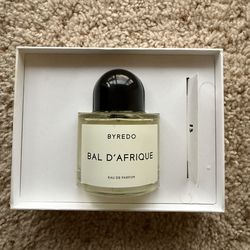 BYREDO
BAL D'AFRIQUE
EAU DE PARFUM